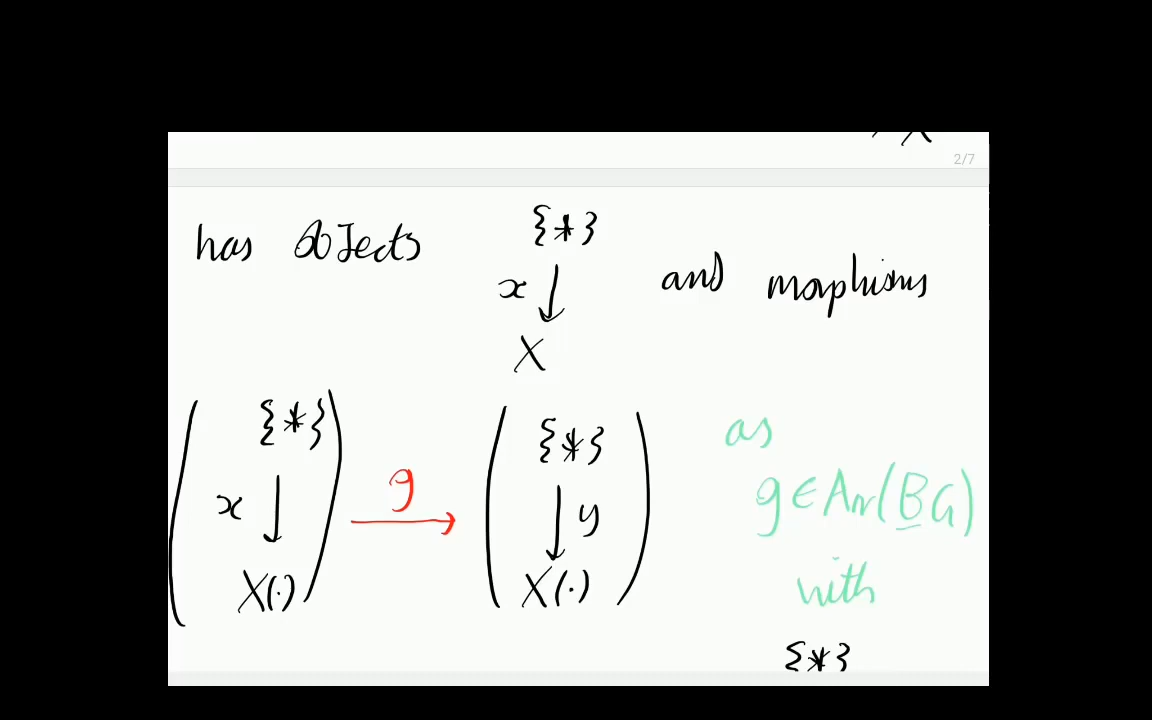 X
2/7
has objects {*} and morphisms
x ↓
X
{*} {*} as
g g ∈ Arr(BG)
x ↓ → ↓ y
X(·) X(·) with
{*}